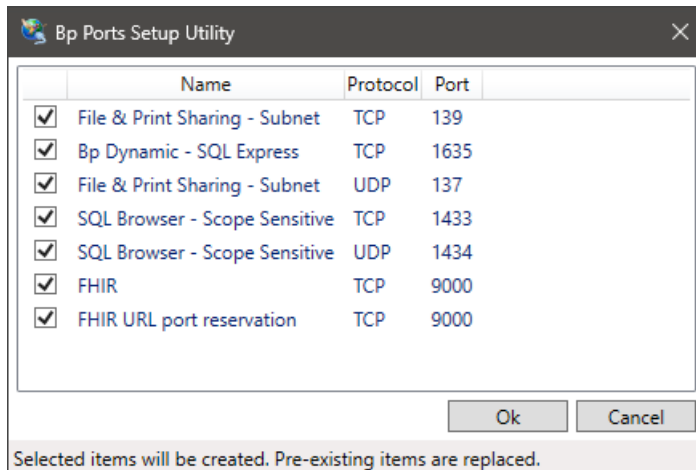 Bp Ports Setup Utility
Name Protocol Port
File & Print Sharing - Subnet TCP 139
Bp Dynamic - SQL Express TCP 1635
File & Print Sharing - Subnet UDP 137
SQL Browser - Scope Sensitive TCP 1433
SQL Browser - Scope Sensitive UDP 1434
FHIR TCP 9000
FHIR URL port reservation TCP 9000
Ok Cancel
Selected items will be created. Pre-existing items are replaced.